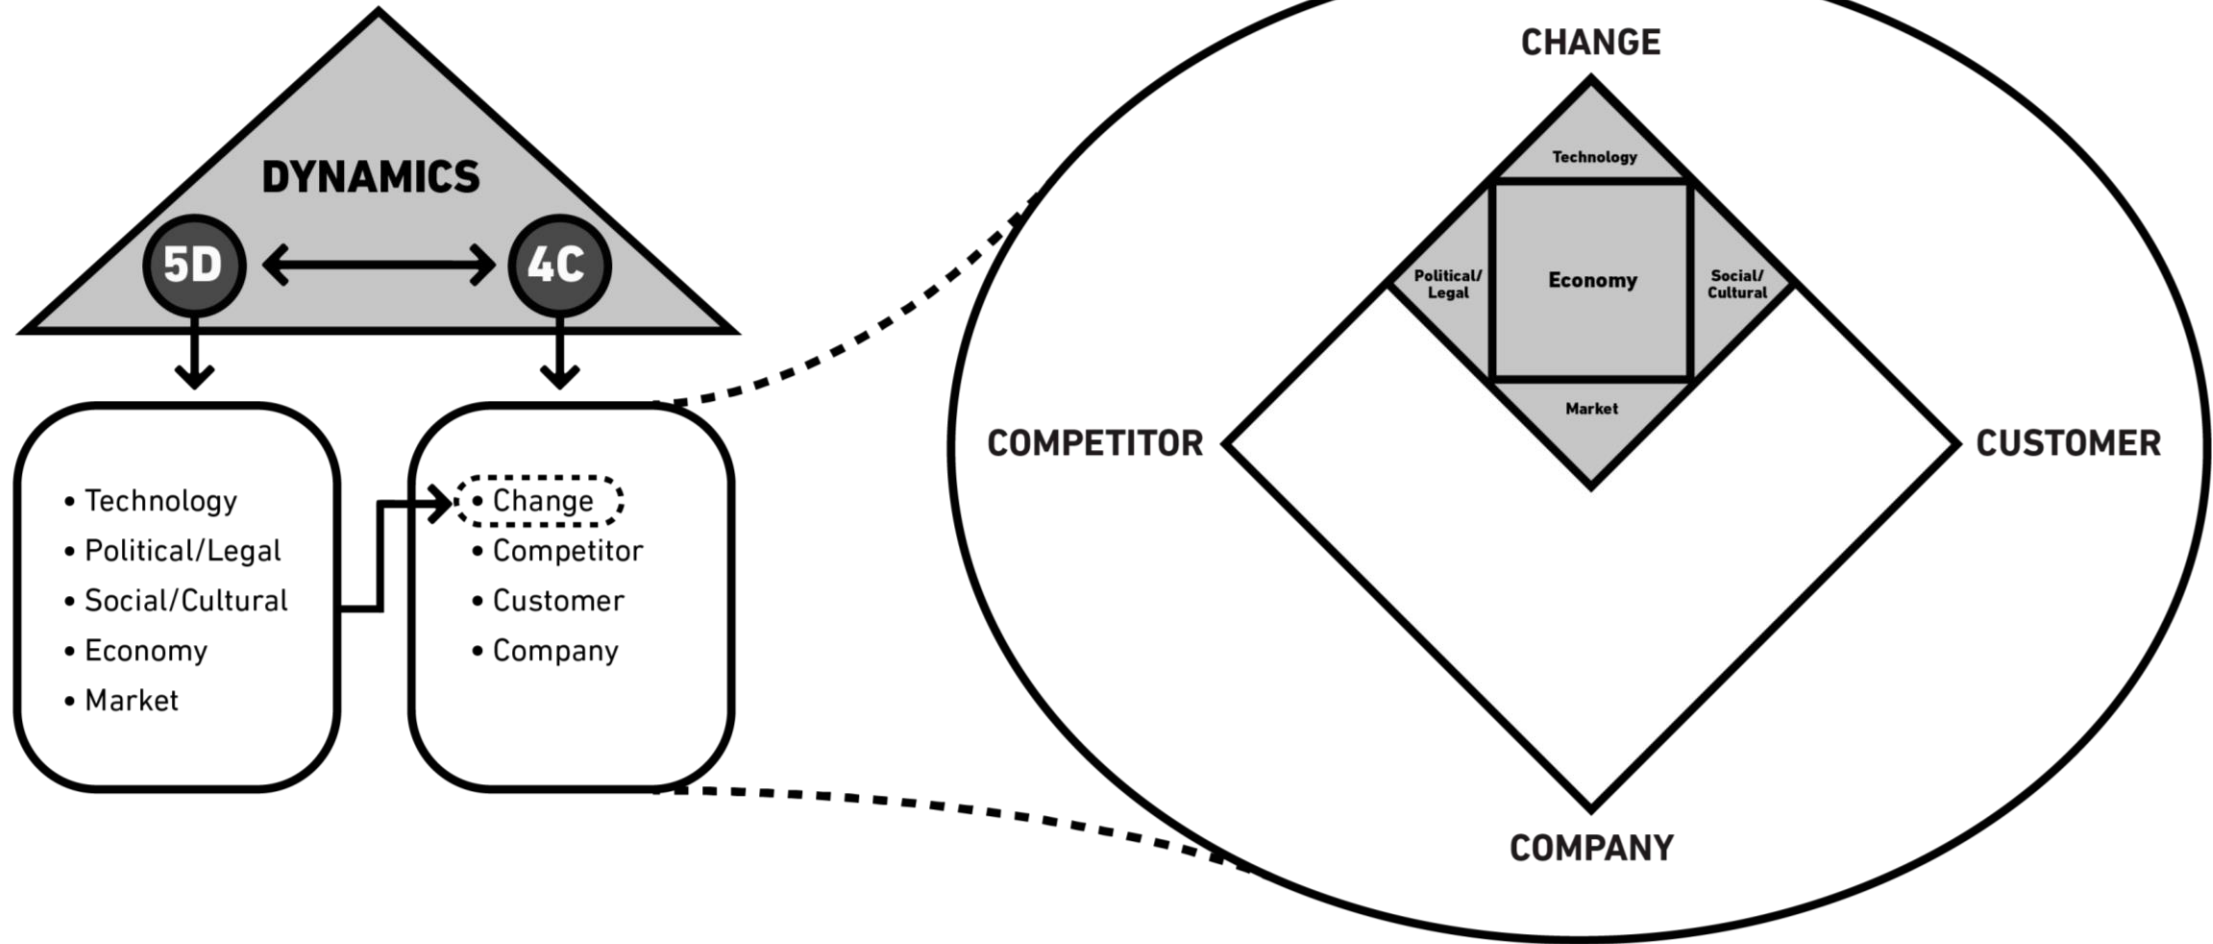 DYNAMICS
5D
4C
• Technology
• Political/Legal
• Social/Cultural
• Economy
• Market
• Change
• Competitor
• Customer
• Company
CHANGE
Technology
Political/
Legal
Economy
Social/
Cultural
Market
COMPETITOR
CUSTOMER
COMPANY